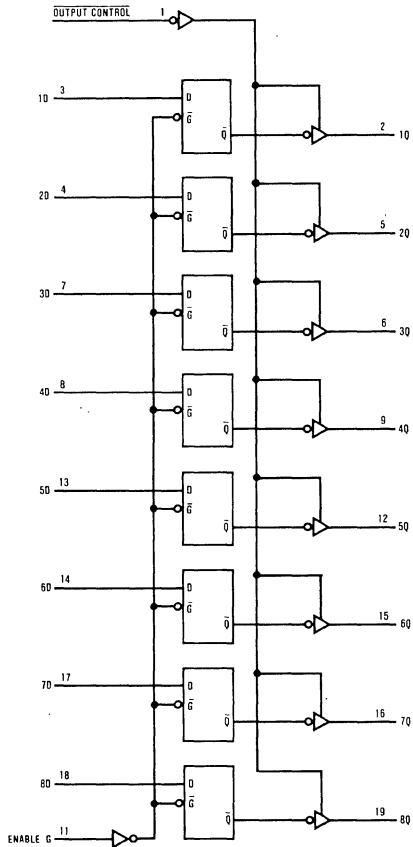 OUTPUT CONTROL 1
3
1D D
G̅ 2
Q̅ 1Q
4
2D D
G̅ 5
Q̅ 2Q
7
3D D
G̅ 6
Q̅ 3Q
8
4D D
G̅ 9
Q̅ 4Q
13
5D D
G̅ 12
Q̅ 5Q
14
6D D
G̅ 15
Q̅ 6Q
17
7D D
G̅ 16
Q̅ 7Q
18
8D D
G̅ 19
Q̅ 8Q
ENABLE G 11